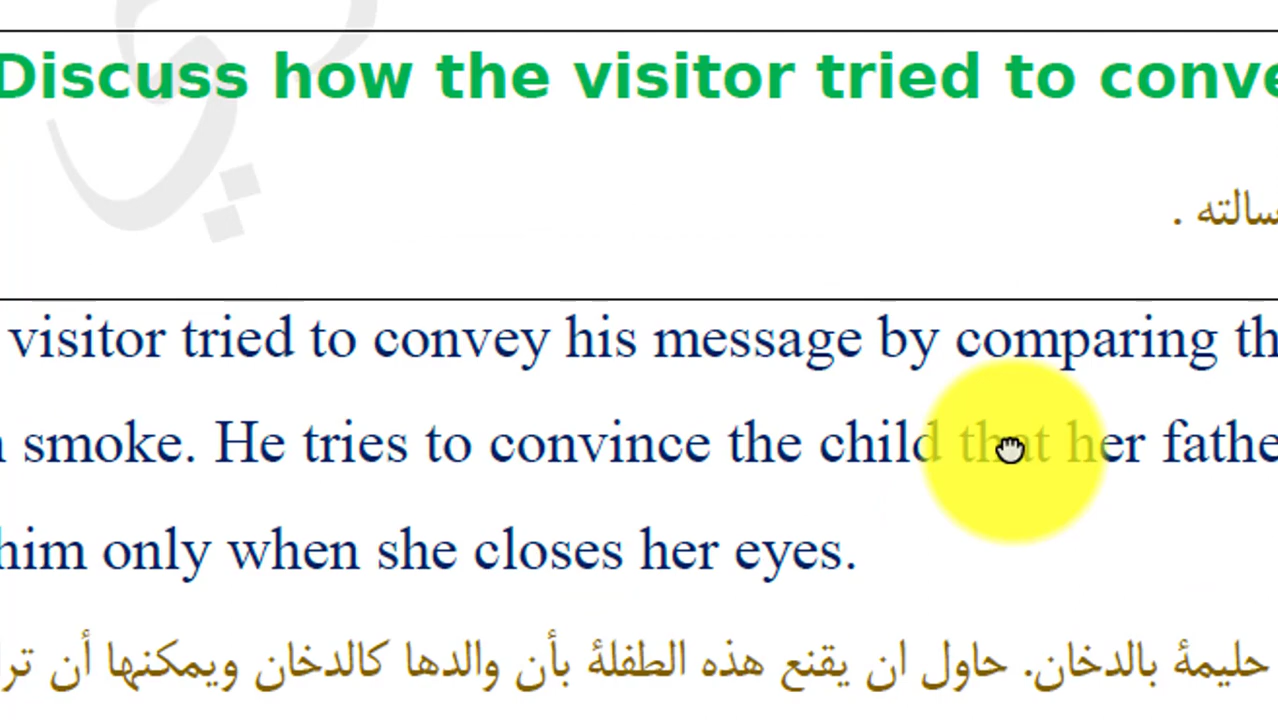 Discuss how the visitor tried to conve
سالته .
visitor tried to convey his message by comparing th
smoke. He tries to convince the child that her fathe
him only when she closes her eyes.
حليمة بالدخان. حاول ان يقنع هذه الطفلة بأن والدها كالدخان ويمكنها أن ترا